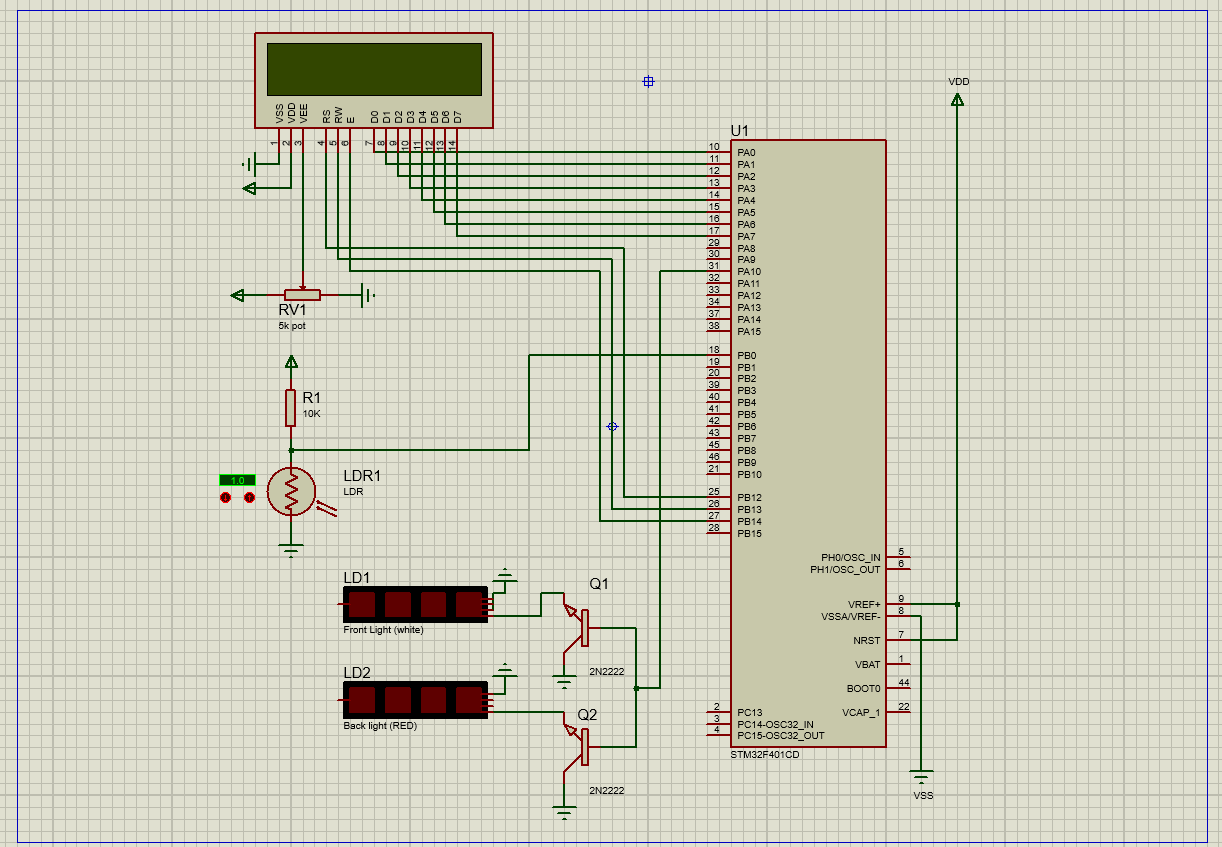 VSS
VDD
VEE
RS
RW
E
D0
D1
D2
D3
D4
D5
D6
D7
1
2
3
4
5
6
7
8
9
10
11
12
13
14
RV1
5k pot
R1
10K
1.0
LDR1
LDR
LD1
Front Light (white)
LD2
Back light (RED)
Q1
2N2222
Q2
2N2222
VDD
U1
10 PA0
11 PA1
12 PA2
13 PA3
14 PA4
15 PA5
16 PA6
17 PA7
29 PA8
30 PA9
31 PA10
32 PA11
33 PA12
34 PA13
37 PA14
38 PA15
18 PB0
19 PB1
20 PB2
39 PB3
40 PB4
41 PB5
42 PB6
43 PB7
45 PB8
46 PB9
21 PB10
25 PB12
26 PB13
27 PB14
28 PB15
PH0/OSC_IN 5
PH1/OSC_OUT 6
VREF+ 9
VSSA/VREF- 8
NRST 7
VBAT 1
BOOT0 44
VCAP_1 22
2 PC13
3 PC14-OSC32_IN
4 PC15-OSC32_OUT
STM32F401CD
VSS